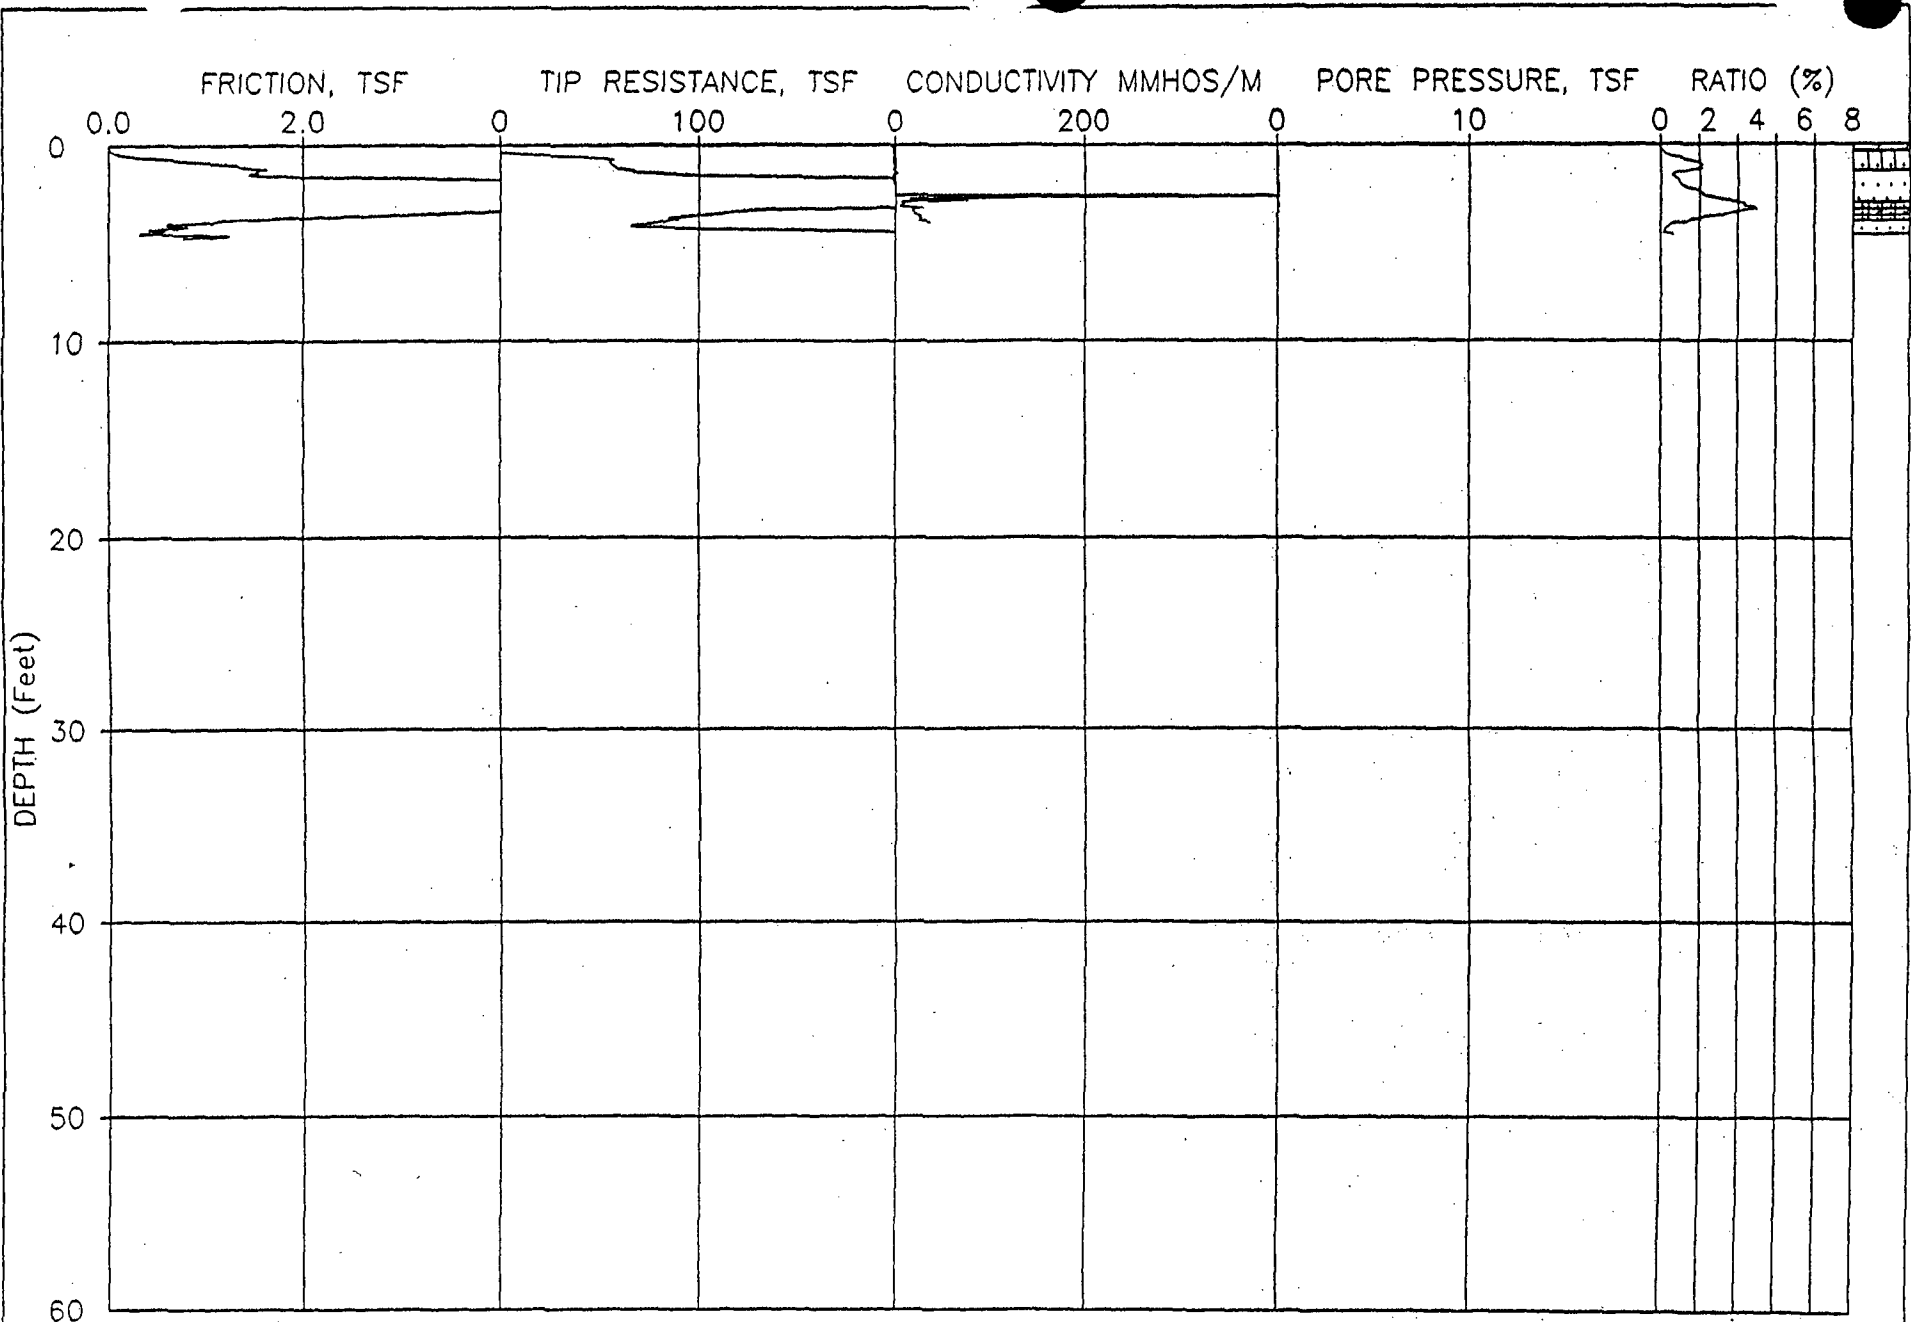 FRICTION, TSF TIP RESISTANCE, TSF CONDUCTIVITY MMHOS/M PORE PRESSURE, TSF RATIO (%)
0.0 2.0 0 100 0 200 0 10 0 2 4 6 8
0
10
20
DEPTH (Feet)
30
40
50
60